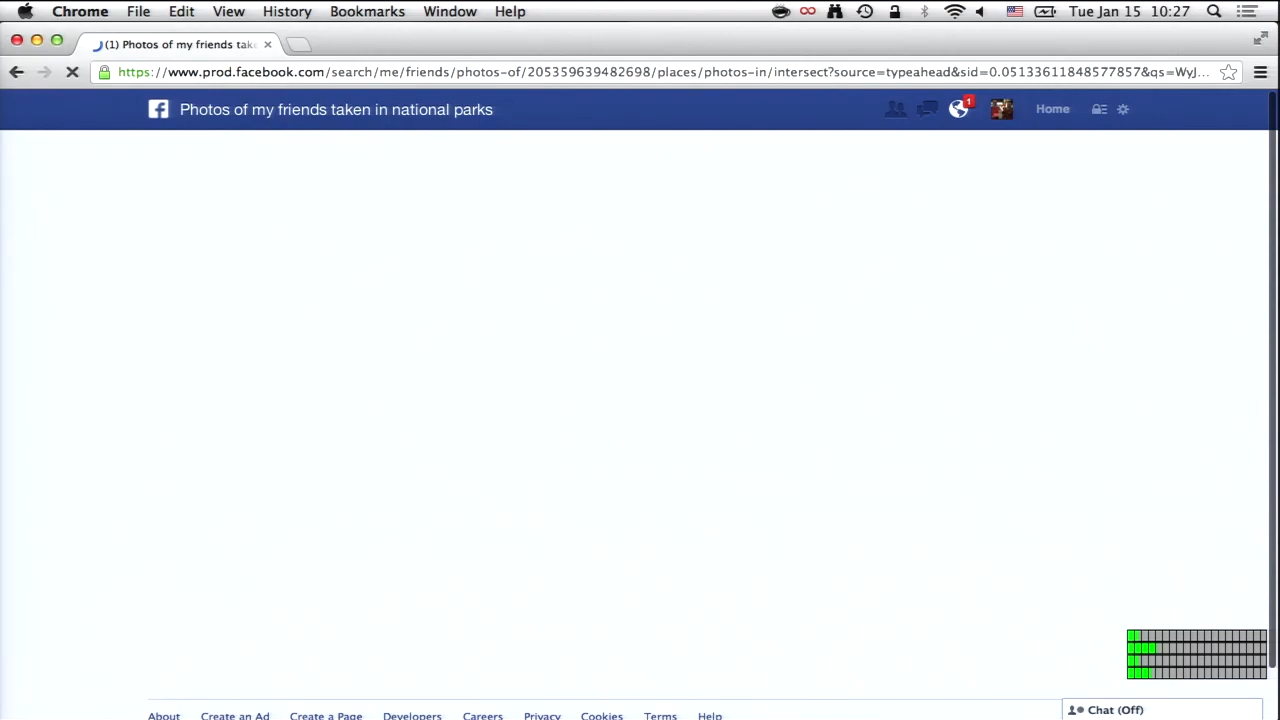 Chrome File Edit View History Bookmarks Window Help Tue Jan 15 10:27
(1) Photos of my friends tak
https://www.prod.facebook.com/search/me/friends/photos-of/205359639482698/places/photos-in/intersect?source=typeahead&sid=0.05133611848577857&qs=WyJ...
f Photos of my friends taken in national parks 1 Home
About Create an Ad Create a Page Developers Careers Privacy Cookies Terms Help
Chat (Off)